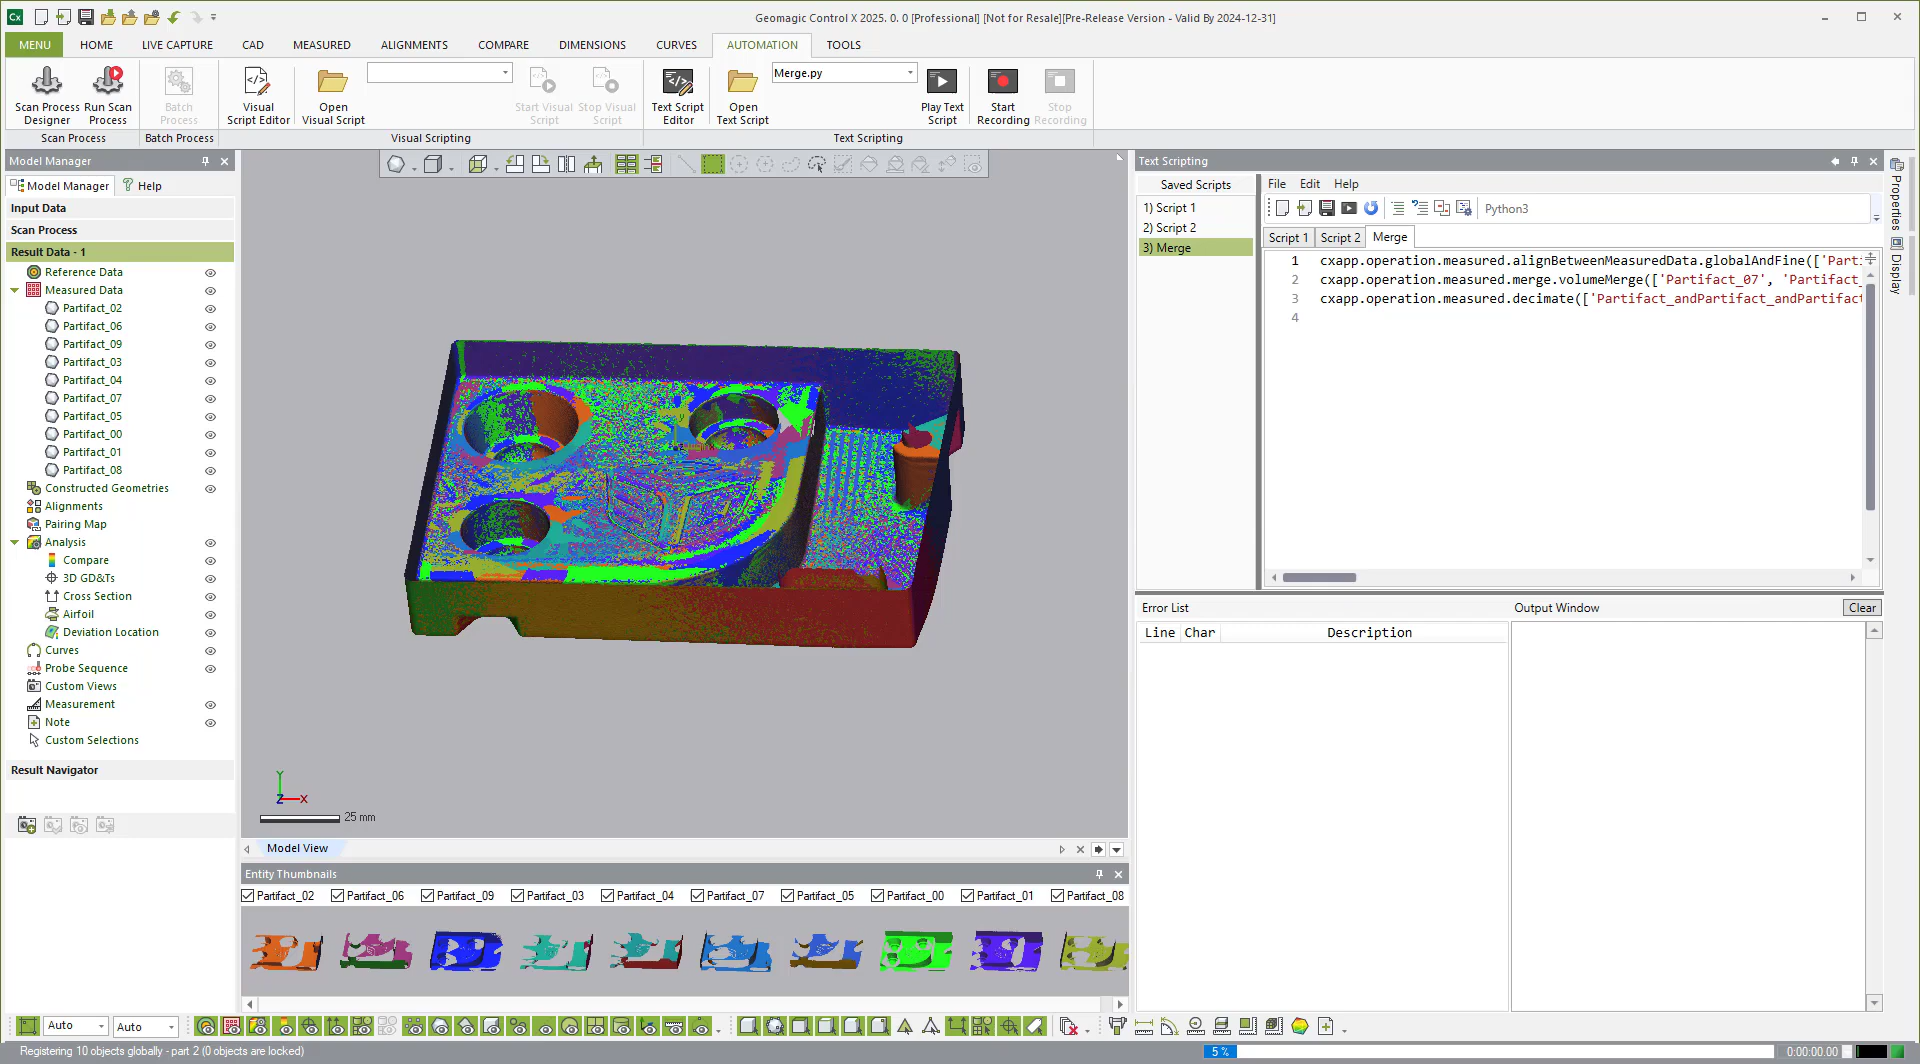 Cx
Geomagic Control X 2025. 0. 0 [Professional] [Not for Resale][Pre-Release Version - Valid By 2024-12-31]
MENU HOME LIVE CAPTURE CAD MEASURED ALIGNMENTS COMPARE DIMENSIONS CURVES AUTOMATION TOOLS
Scan Process Designer
Run Scan Process
Batch Process
Visual Script Editor
Open Visual Script
Start Visual Script
Stop Visual Script
Text Script Editor
Open Text Script
Merge.py
Play Text Script
Start Recording
Stop Recording
Scan Process
Batch Process
Visual Scripting
Text Scripting
Model Manager
Model Manager
Help
Input Data
Scan Process
Result Data - 1
Reference Data
Measured Data
Partifact_02
Partifact_06
Partifact_09
Partifact_03
Partifact_04
Partifact_07
Partifact_05
Partifact_00
Partifact_01
Partifact_08
Constructed Geometries
Alignments
Pairing Map
Analysis
Compare
3D GD&Ts
Cross Section
Airfoil
Deviation Location
Curves
Probe Sequence
Custom Views
Measurement
Note
Custom Selections
Result Navigator
Y
Z X
25 mm
Model View
Entity Thumbnails
Partifact_02 Partifact_06 Partifact_09 Partifact_03 Partifact_04 Partifact_07 Partifact_05 Partifact_00 Partifact_01 Partifact_08
Text Scripting
Saved Scripts
1) Script 1
2) Script 2
3) Merge
File Edit Help
Python3
Script 1 Script 2 Merge
1 cxapp.operation.measured.alignBetweenMeasuredData.globalAndFine(['Parti
2 cxapp.operation.measured.merge.volumeMerge(['Partifact_07', 'Partifact_
3 cxapp.operation.measured.decimate(['Partifact_andPartifact_andPartifact
4
Error List
Line Char Description
Output Window
Clear
Properties
Display
Auto Auto
Registering 10 objects globally - part 2 (0 objects are locked)
5 %
0:00:00.00